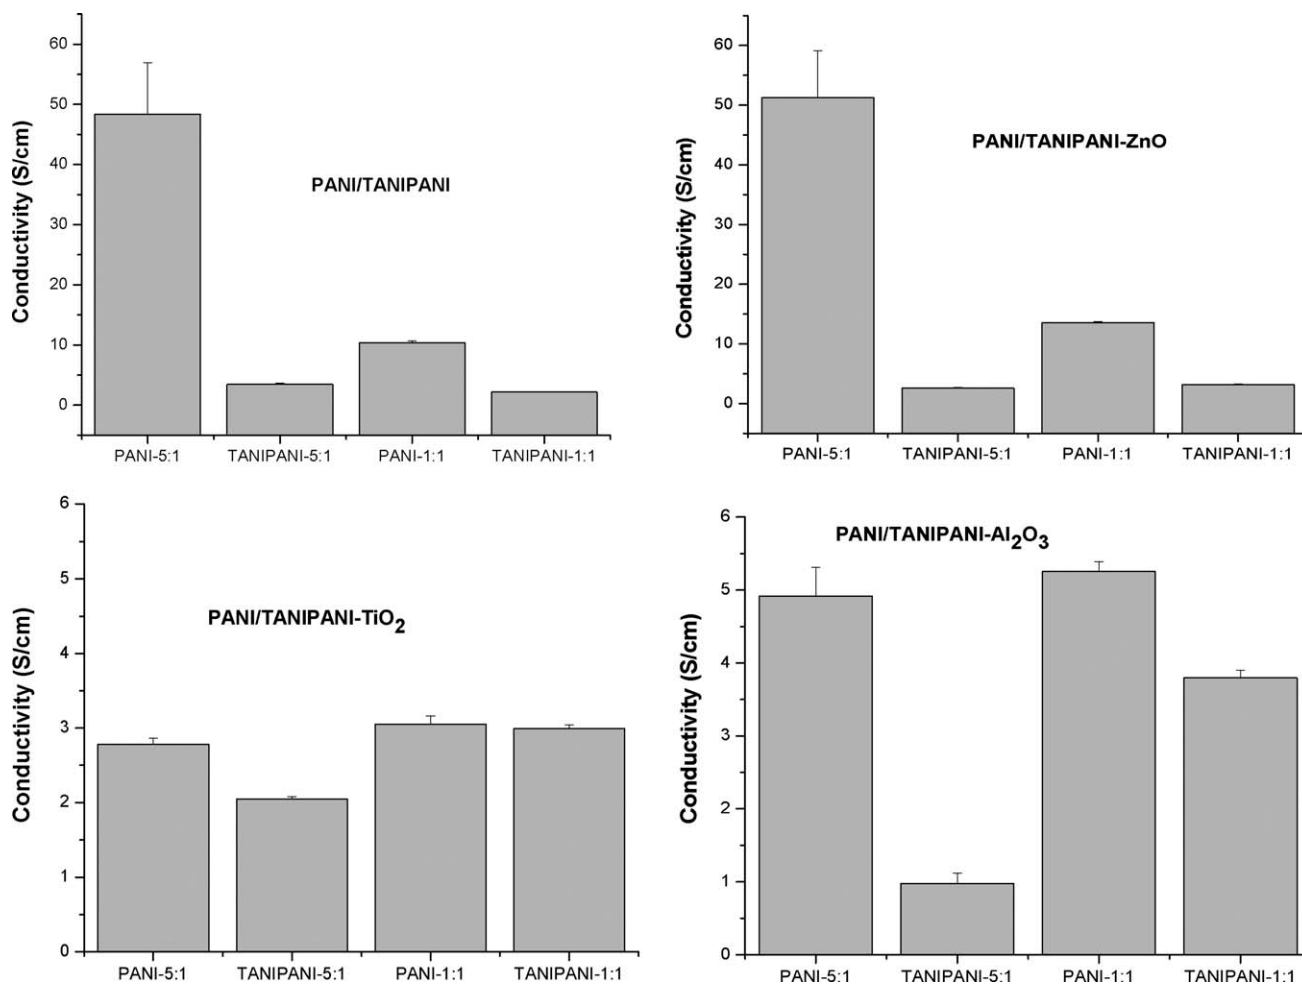 Conductivity (S/cm)
60
50
40
30
20
10
0
PANI/TANIPANI
PANI-5:1 TANIPANI-5:1 PANI-1:1 TANIPANI-1:1
Conductivity (S/cm)
60
50
40
30
20
10
0
PANI/TANIPANI-ZnO
PANI-5:1 TANIPANI-5:1 PANI-1:1 TANIPANI-1:1
Conductivity (S/cm)
6
5
4
3
2
1
0
PANI/TANIPANI-TiO2
PANI-5:1 TANIPANI-5:1 PANI-1:1 TANIPANI-1:1
Conductivity (S/cm)
6
5
4
3
2
1
0
PANI/TANIPANI-Al2O3
PANI-5:1 TANIPANI-5:1 PANI-1:1 TANIPANI-1:1